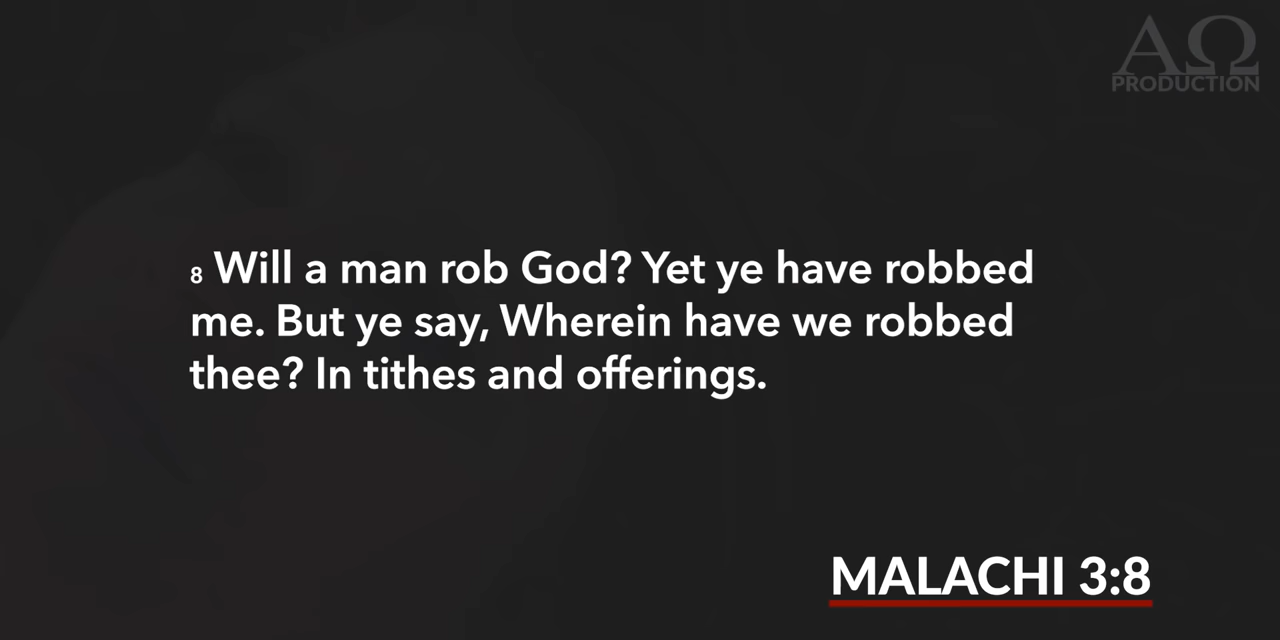 ΑΩ
PRODUCTION
8 Will a man rob God? Yet ye have robbed
me. But ye say, Wherein have we robbed
thee? In tithes and offerings.
MALACHI 3:8